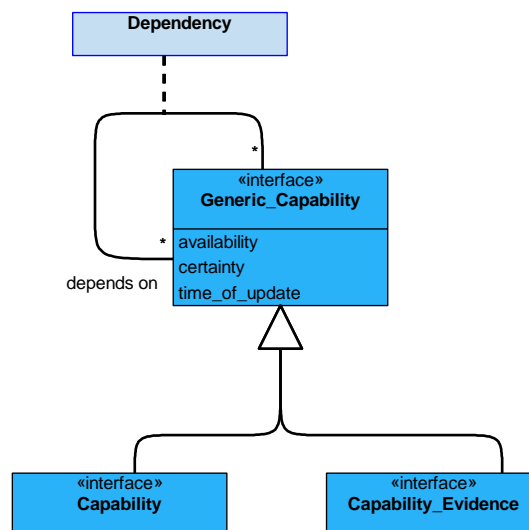 Dependency
*
«interface»
Generic_Capability
*
availability
certainty
depends on
time_of_update
«interface»
Capability
«interface»
Capability_Evidence